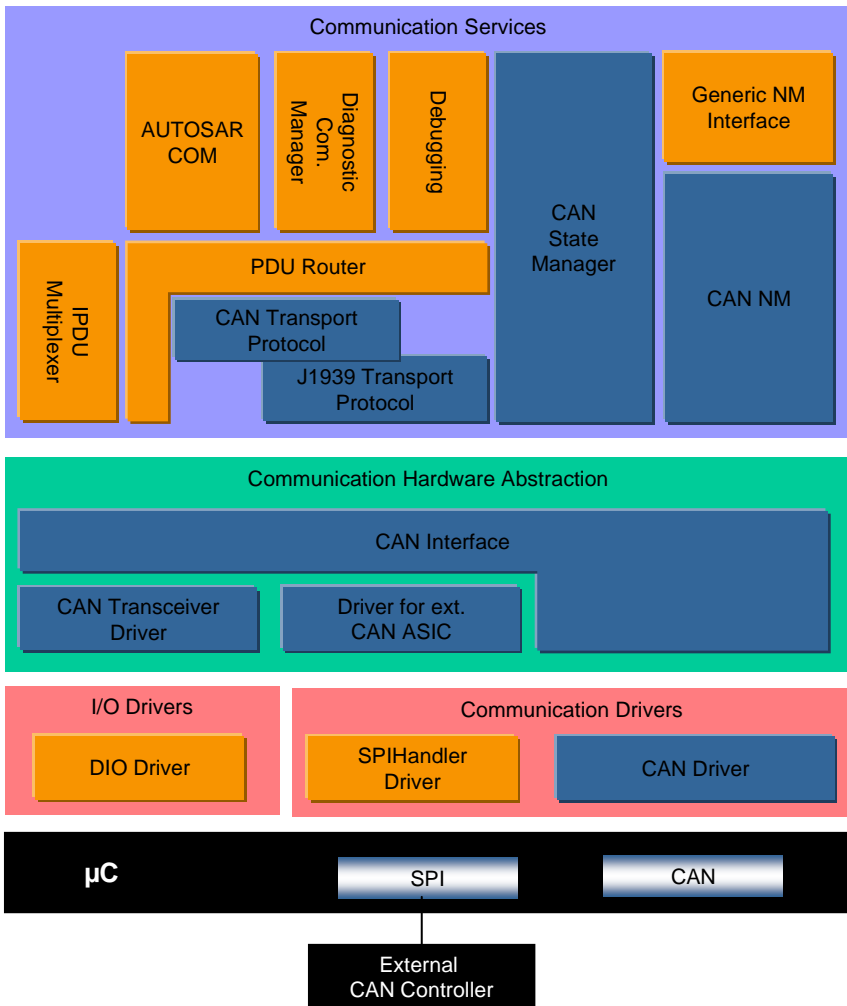 Communication Services
AUTOSAR
COM
Diagnostic
Com.
Manager
Debugging
CAN
State
Manager
Generic NM
Interface
CAN NM
IPDU
Multiplexer
PDU Router
CAN Transport
Protocol
J1939 Transport
Protocol
Communication Hardware Abstraction
CAN Interface
CAN Transceiver
Driver
Driver for ext.
CAN ASIC
I/O Drivers
DIO Driver
Communication Drivers
SPIHandler
Driver
CAN Driver
µC
SPI
CAN
External
CAN Controller